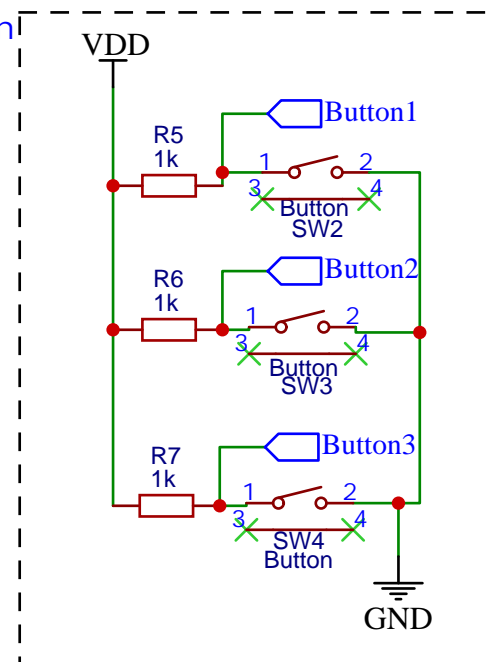 n
VDD
Button1
R5
1k
1 2
3 4
Button
SW2
Button2
R6
1k
1 2
3 4
Button
SW3
Button3
R7
1k
1 2
3 4
SW4
Button
GND